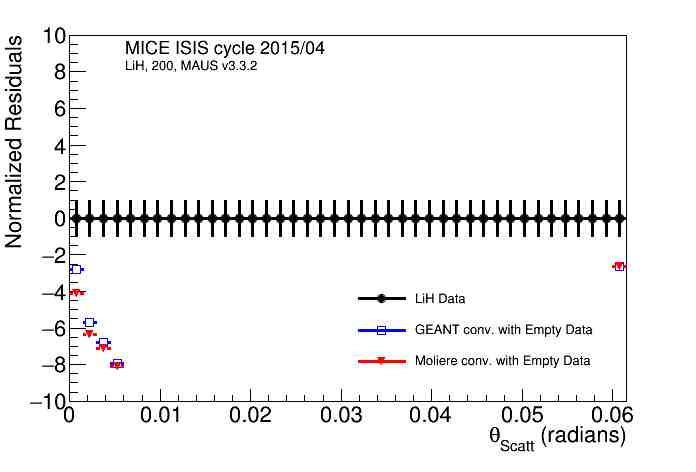 MICE ISIS cycle 2015/04
LiH, 200, MAUS v3.3.2
Normalized Residuals
10
8
6
4
2
0
−2
−4
−6
−8
−10
LiH Data
GEANT conv. with Empty Data
Moliere conv. with Empty Data
0 0.01 0.02 0.03 0.04 0.05 0.06
θScatt (radians)